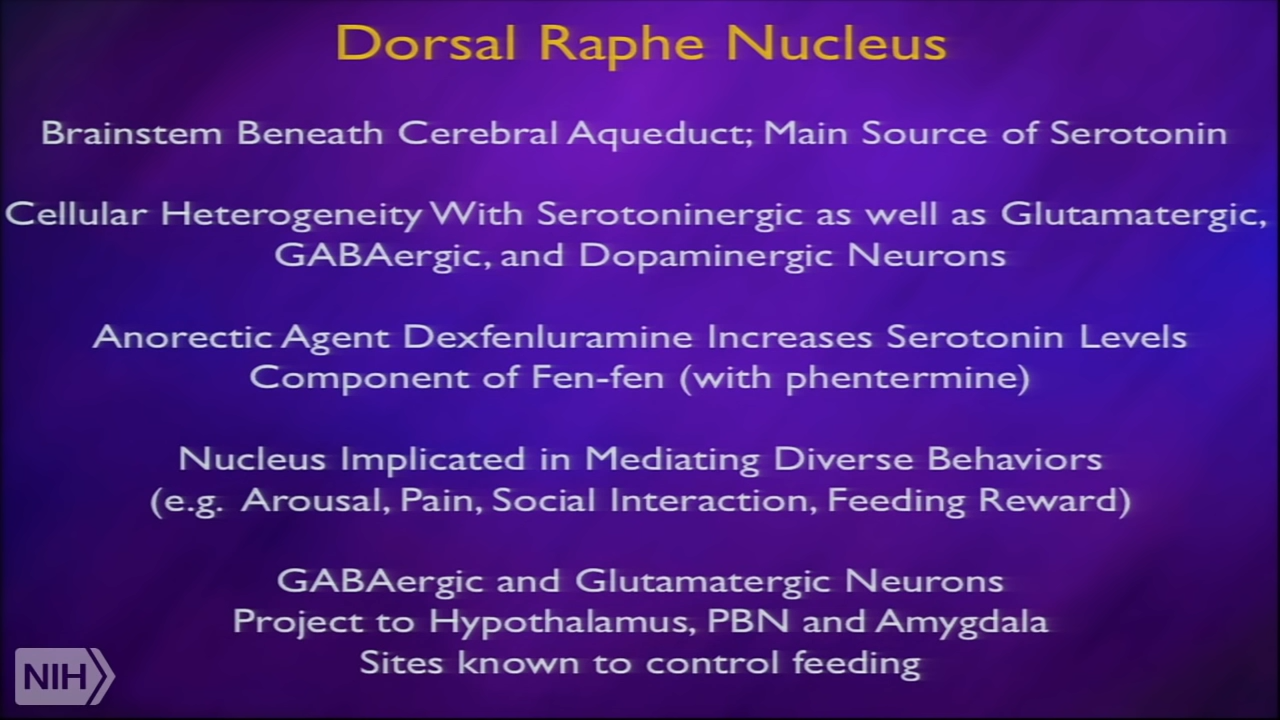 Dorsal Raphe Nucleus
Brainstem Beneath Cerebral Aqueduct; Main Source of Serotonin
Cellular Heterogeneity With Serotoninergic as well as Glutamatergic,
GABAergic, and Dopaminergic Neurons
Anorectic Agent Dexfenluramine Increases Serotonin Levels
Component of Fen-fen (with phentermine)
Nucleus Implicated in Mediating Diverse Behaviors
(e.g. Arousal, Pain, Social Interaction, Feeding Reward)
GABAergic and Glutamatergic Neurons
Project to Hypothalamus, PBN and Amygdala
Sites known to control feeding
NIH